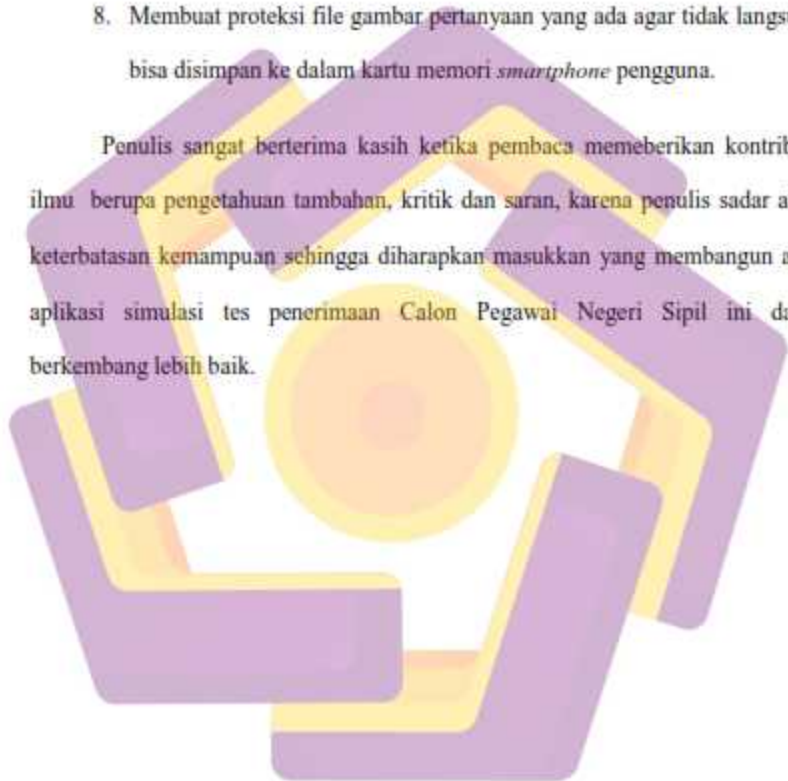 8. Membuat proteksi file gambar pertanyaan yang ada agar tidak langsu
bisa disimpan ke dalam kartu memori smartphone pengguna.
Penulis sangat berterima kasih ketika pembaca memeberikan kontrib
ilmu berupa pengetahuan tambahan, kritik dan saran, karena penulis sadar a
keterbatasan kemampuan sehingga diharapkan masukkan yang membangun a
aplikasi simulasi tes penerimaan Calon Pegawai Negeri Sipil ini da
berkembang lebih baik.